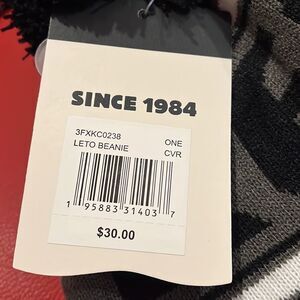 SINCE 1984
3FXKC0238 ONE
LETO BEANIE CVR
1 95883 31403 7
$30.00